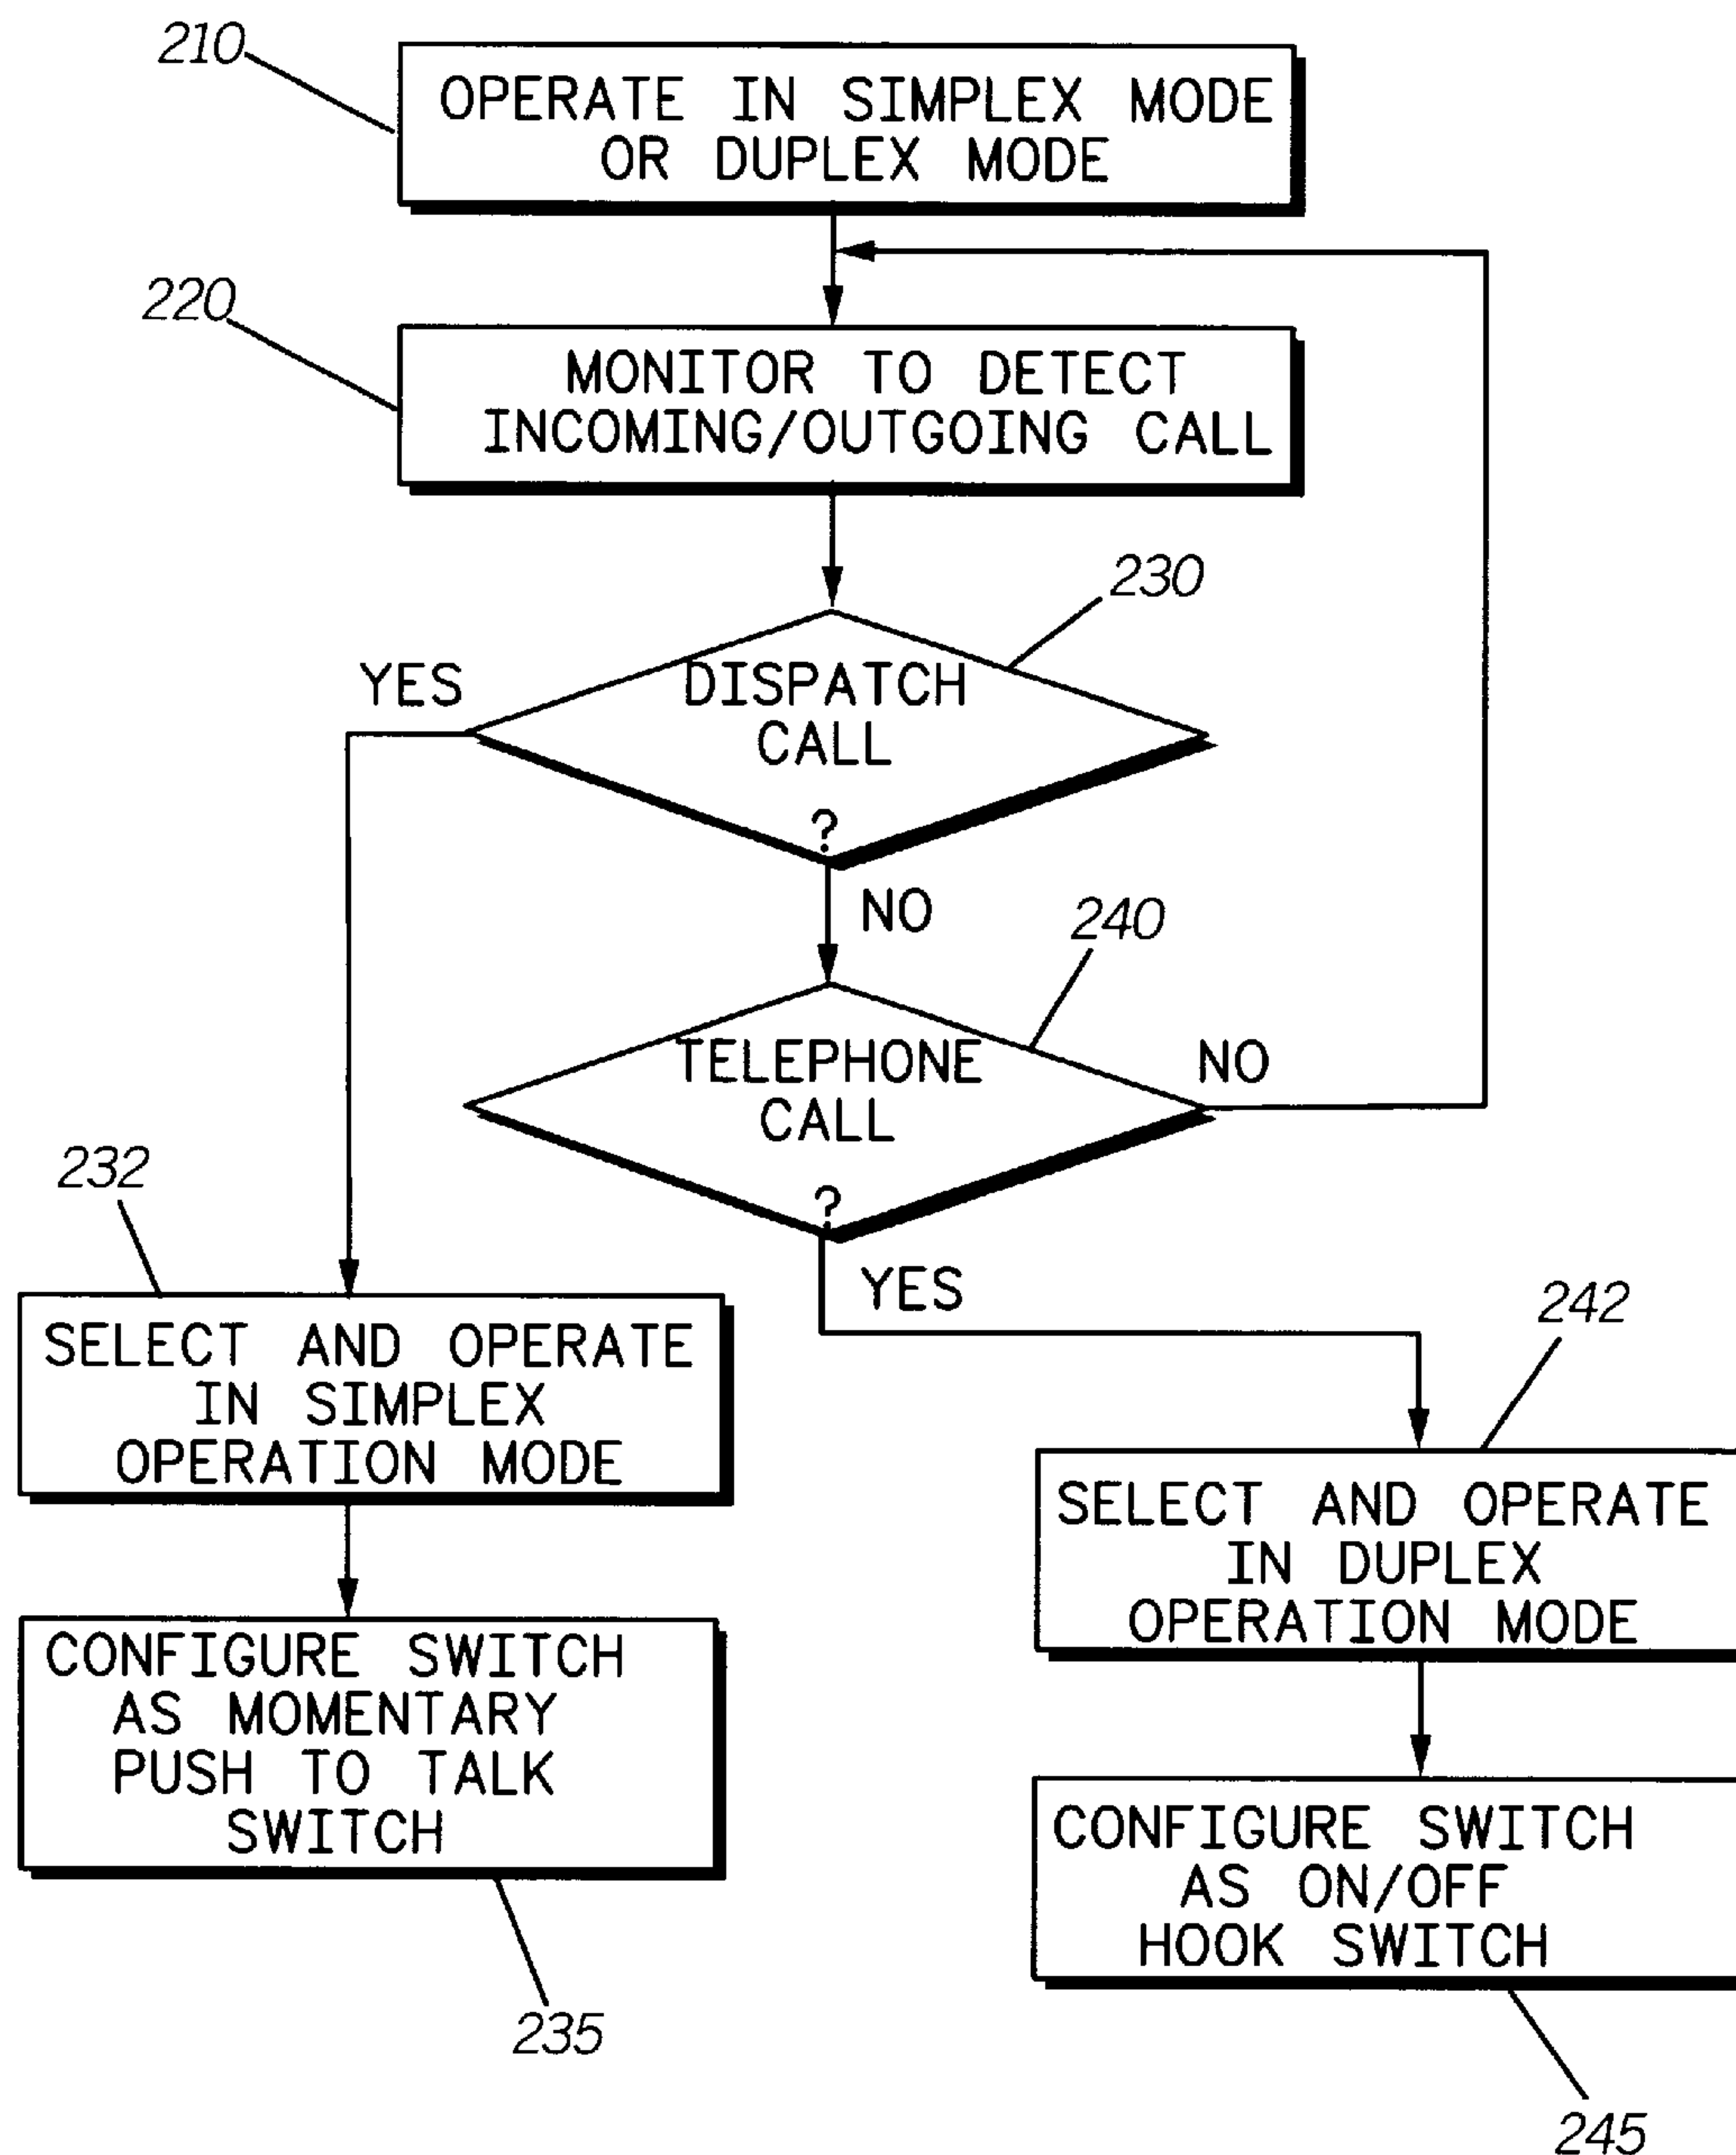 210
OPERATE IN SIMPLEX MODE
OR DUPLEX MODE
220
MONITOR TO DETECT
INCOMING/OUTGOING CALL
230
YES
DISPATCH
CALL
?
NO
240
TELEPHONE
CALL
?
NO
YES
232
SELECT AND OPERATE
IN SIMPLEX
OPERATION MODE
242
SELECT AND OPERATE
IN DUPLEX
OPERATION MODE
CONFIGURE SWITCH
AS MOMENTARY
PUSH TO TALK
SWITCH
235
CONFIGURE SWITCH
AS ON/OFF
HOOK SWITCH
245